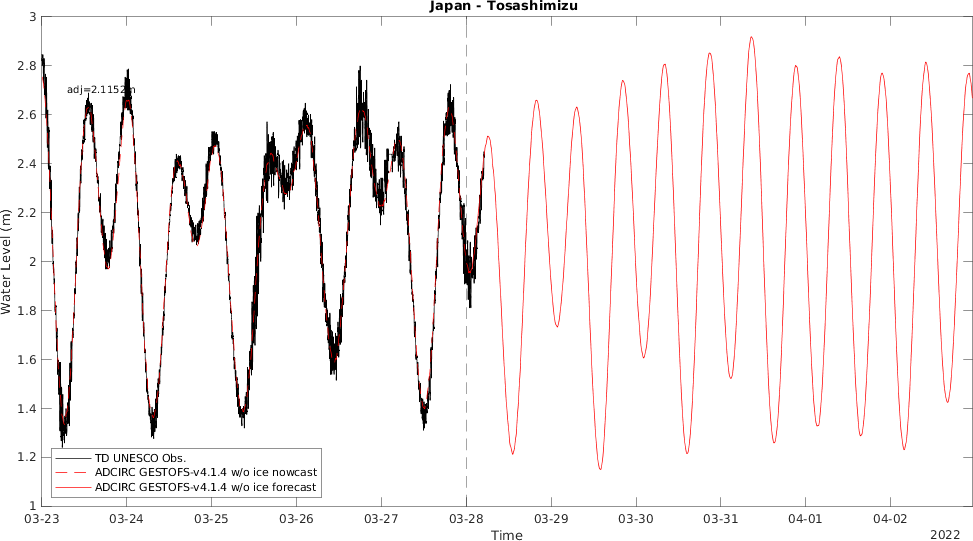 Japan - Tosashimizu
3
2.8
2.6
2.4
2.2
2
1.8
1.6
1.4
1.2
1
Water Level (m)
adj=2.1152m
TD UNESCO Obs.
ADCIRC GESTOFS-v4.1.4 w/o ice nowcast
ADCIRC GESTOFS-v4.1.4 w/o ice forecast
03-23 03-24 03-25 03-26 03-27 03-28 03-29 03-30 03-31 04-01 04-02
Time
2022